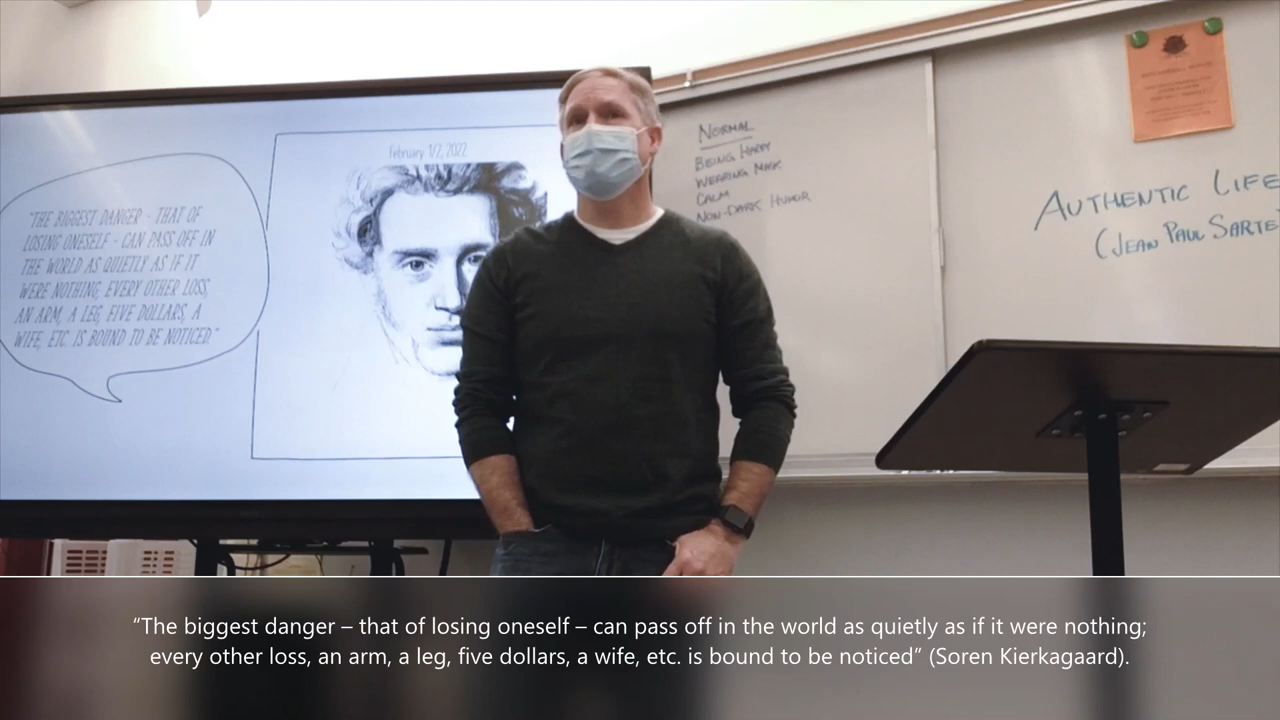 February 1/2, 2022
"THE BIGGEST DANGER - THAT OF
LOSING ONESELF - CAN PASS OFF IN
THE WORLD AS QUIETLY AS IF IT
WERE NOTHING; EVERY OTHER LOSS,
AN ARM, A LEG, FIVE DOLLARS, A
WIFE, ETC. IS BOUND TO BE NOTICED."
NORMAL
BEING HAPPY
WEARING MASK
CALM
NON-DARK HUMOR
AUTHENTIC LIFE
(JEAN PAUL SARTE
“The biggest danger – that of losing oneself – can pass off in the world as quietly as if it were nothing;
every other loss, an arm, a leg, five dollars, a wife, etc. is bound to be noticed” (Soren Kierkagaard).